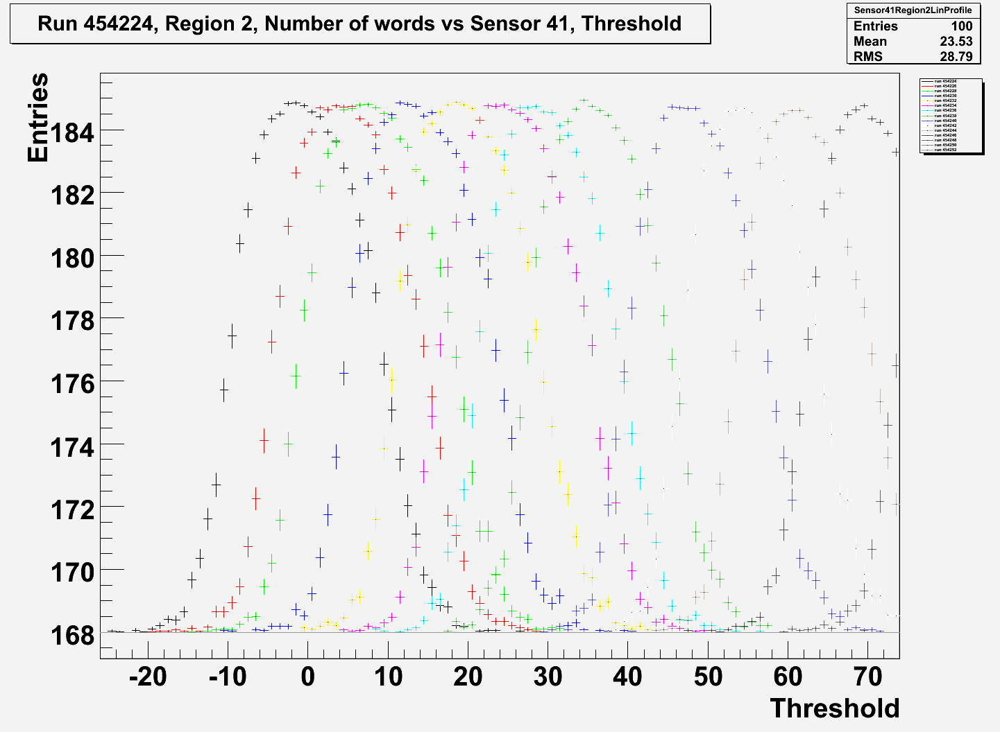 Run 454224, Region 2, Number of words vs Sensor 41, Threshold
Sensor41Region2LinProfile
Entries 100
Mean 23.53
RMS 28.79
run 454224
run 454226
run 454228
run 454230
run 454232
run 454234
run 454236
run 454238
run 454240
run 454242
run 454244
run 454246
run 454248
run 454250
run 454252
Entries
184
182
180
178
176
174
172
170
168
-20 -10 0 10 20 30 40 50 60 70
Threshold